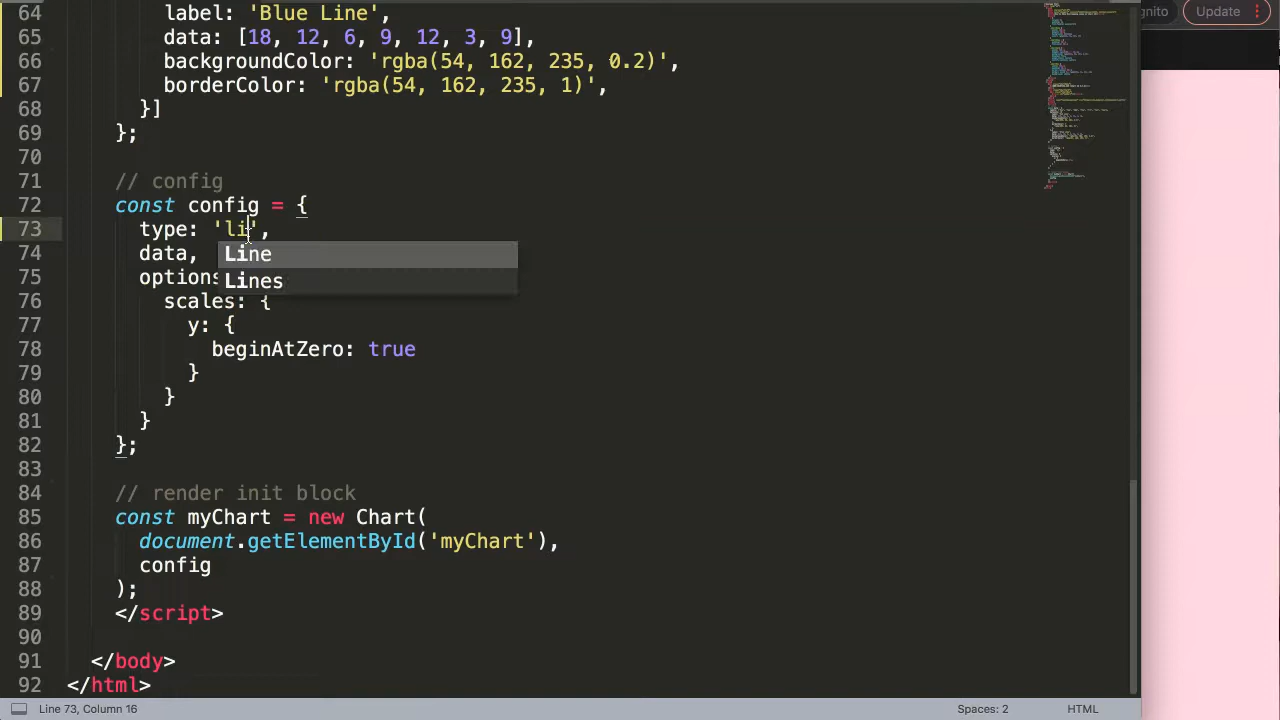 64 label: 'Blue Line',
65 data: [18, 12, 6, 9, 12, 3, 9],
66 backgroundColor: 'rgba(54, 162, 235, 0.2)',
67 borderColor: 'rgba(54, 162, 235, 1)',
68 }]
69 };
70
71 // config
72 const config = {
73 type: 'li',
74 data,
Line
75 options
Lines
76 scales: {
77 y: {
78 beginAtZero: true
79 }
80 }
81 }
82 };
83
84 // render init block
85 const myChart = new Chart(
86 document.getElementById('myChart'),
87 config
88 );
89 </script>
90
91 </body>
92 </html>
Line 73, Column 16
Spaces: 2
HTML
Update